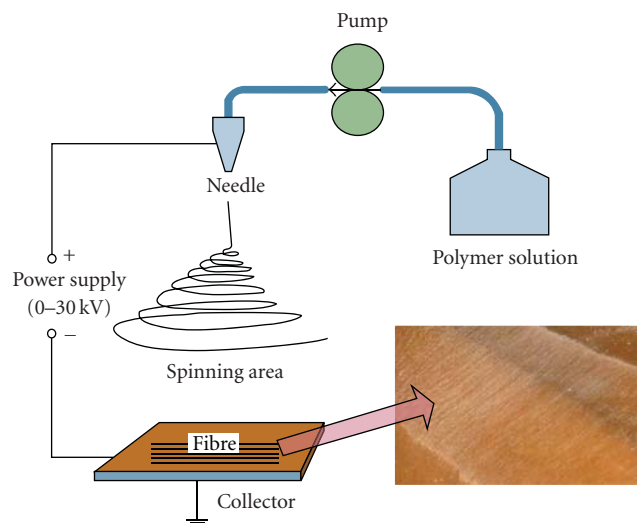 Pump
Needle
Polymer solution
+
Power supply
(0–30 kV)
−
Spinning area
Fibre
Collector